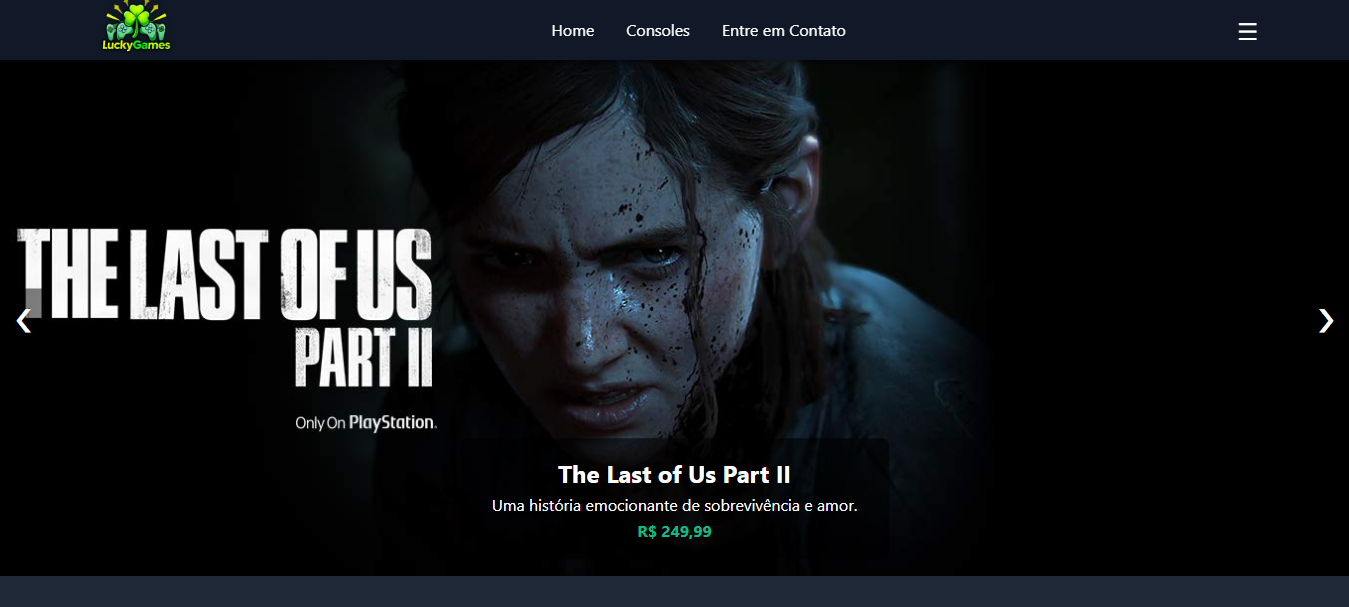 LuckyGames
Home
Consoles
Entre em Contato
THE LAST OF US
PART II
Only On PlayStation.
The Last of Us Part II
Uma história emocionante de sobrevivência e amor.
R$ 249,99